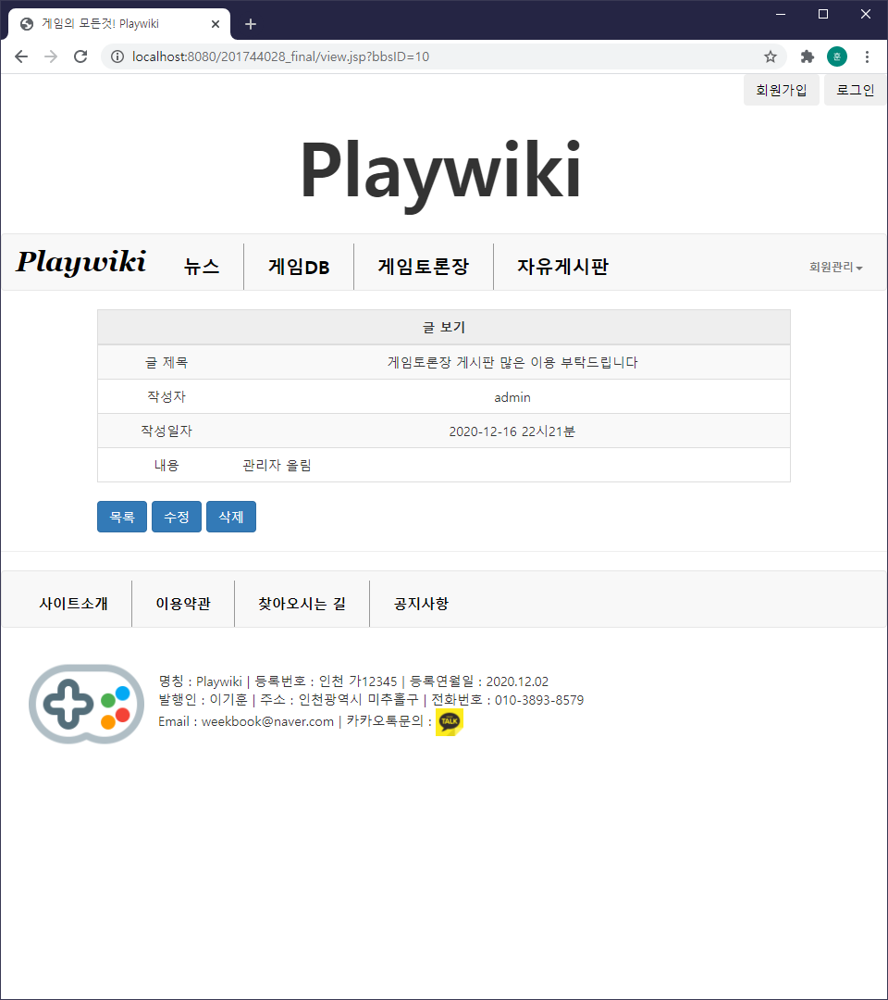 게임의 모든것! Playwiki
localhost:8080/201744028_final/view.jsp?bbsID=10
훈
회원가입 로그인
Playwiki
Playwiki 뉴스 게임DB 게임토론장 자유게시판 회원관리
글 보기
글 제목 게임토론장 게시판 많은 이용 부탁드립니다
작성자 admin
작성일자 2020-12-16 22시21분
내용 관리자 올림
목록 수정 삭제
사이트소개 이용약관 찾아오시는 길 공지사항
명칭 : Playwiki | 등록번호 : 인천 가12345 | 등록연월일 : 2020.12.02
발행인 : 이기훈 | 주소 : 인천광역시 미추홀구 | 전화번호 : 010-3893-8579
Email : weekbook@naver.com | 카카오톡문의 : TALK